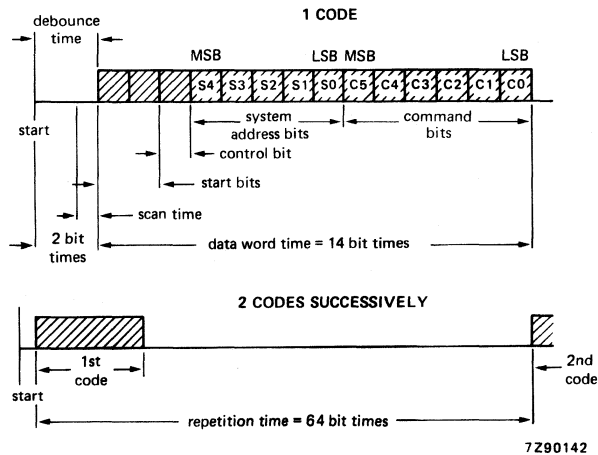 1 CODE
debounce
time
MSB
LSB MSB
LSB
S4 S3 S2 S1 S0 C5 C4 C3 C2 C1 C0
start
system
address bits
command
bits
control bit
start bits
scan time
2 bit
times
data word time = 14 bit times
2 CODES SUCCESSIVELY
1st
code
2nd
code
start
repetition time = 64 bit times
7Z90142